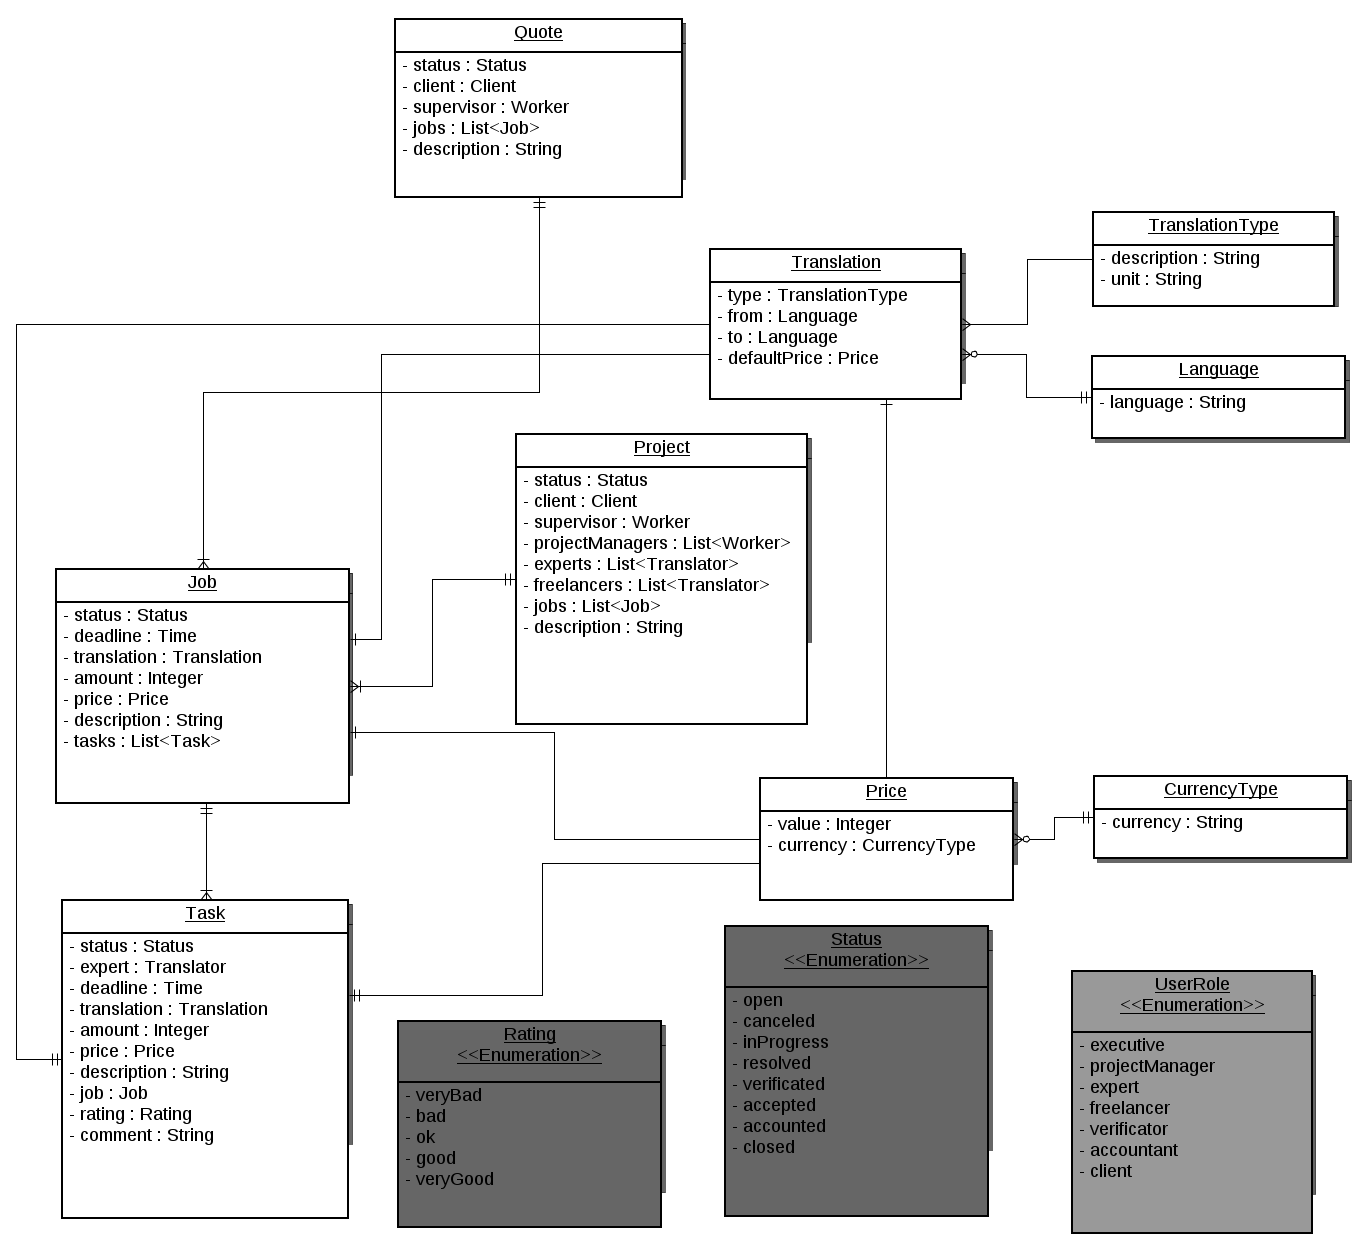 Quote
- status : Status
- client : Client
- supervisor : Worker
- jobs : List<Job>
- description : String
TranslationType
- description : String
- unit : String
Translation
- type : TranslationType
- from : Language
- to : Language
- defaultPrice : Price
Language
- language : String
Project
- status : Status
- client : Client
- supervisor : Worker
- projectManagers : List<Worker>
- experts : List<Translator>
- freelancers : List<Translator>
- jobs : List<Job>
- description : String
Job
- status : Status
- deadline : Time
- translation : Translation
- amount : Integer
- price : Price
- description : String
- tasks : List<Task>
Price
- value : Integer
- currency : CurrencyType
CurrencyType
- currency : String
Task
- status : Status
- expert : Translator
- deadline : Time
- translation : Translation
- amount : Integer
- price : Price
- description : String
- job : Job
- rating : Rating
- comment : String
Rating
<<Enumeration>>
- veryBad
- bad
- ok
- good
- veryGood
Status
<<Enumeration>>
- open
- canceled
- inProgress
- resolved
- verificated
- accepted
- accounted
- closed
UserRole
<<Enumeration>>
- executive
- projectManager
- expert
- freelancer
- verificator
- accountant
- client